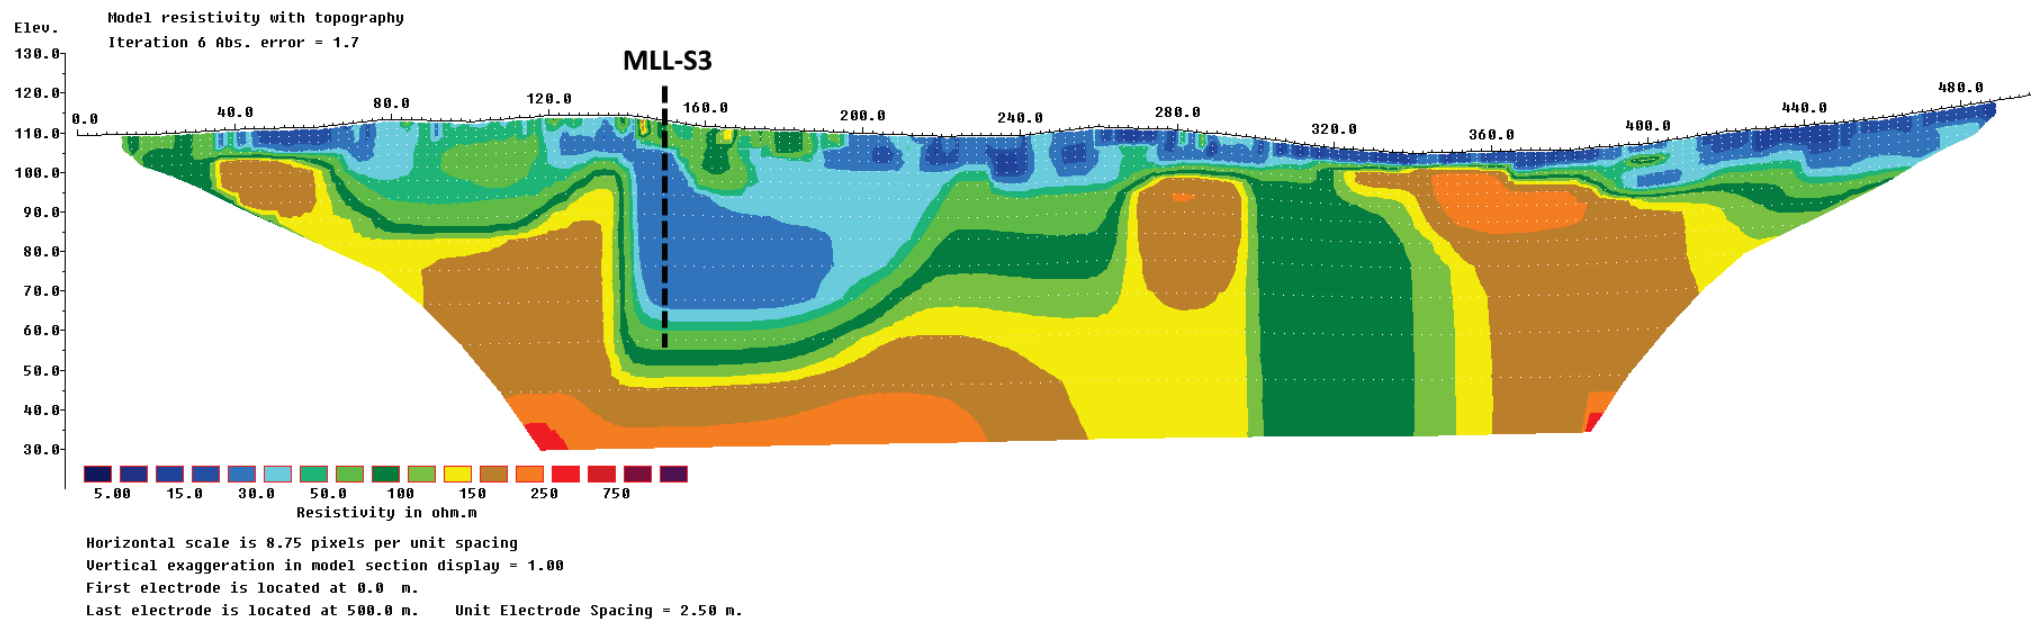 Model resistivity with topography
Elev.
Iteration 6 Abs. error = 1.7
MLL-S3
130.0
120.0
110.0
100.0
90.0
80.0
70.0
60.0
50.0
40.0
30.0
0.0 40.0 80.0 120.0 160.0 200.0 240.0 280.0 320.0 360.0 400.0 440.0 480.0
5.00 15.0 30.0 50.0 100 150 250 750
Resistivity in ohm.m
Horizontal scale is 8.75 pixels per unit spacing
Vertical exaggeration in model section display = 1.00
First electrode is located at 0.0 m.
Last electrode is located at 500.0 m. Unit Electrode Spacing = 2.50 m.